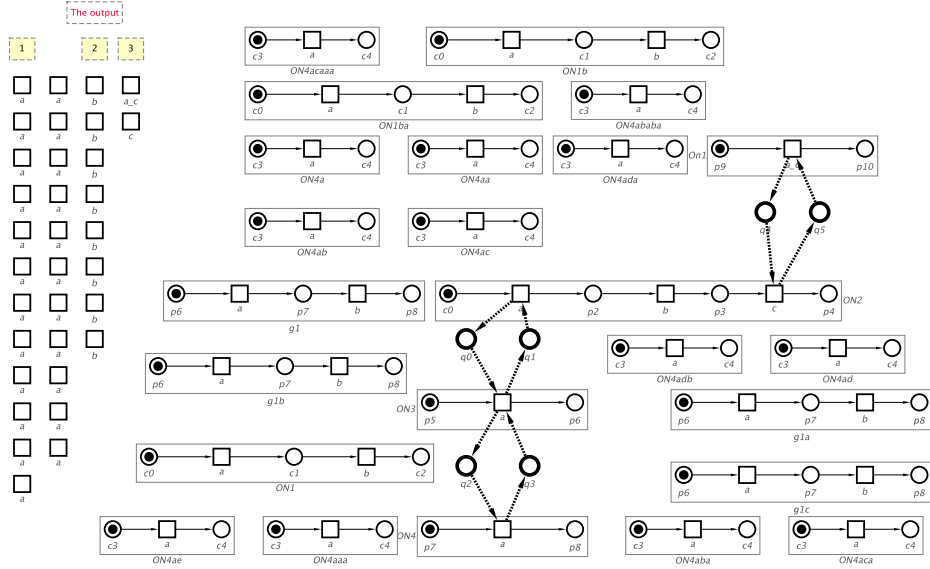 The output
1 2 3
a a b a_c
a a b c
a a b
a a b
a a b
a a b
a a b
a a b
a a
a a
a a
a
c3 a c4
ON4acaaa
c0 a c1 b c2
ON1b
c0 a c1 b c2
ON1ba
c3 a c4
ON4ababa
c3 a c4
ON4a
c3 a c4
ON4aa
c3 a c4
ON4ada
On1
p9 p10
q5
c3 a c4
ON4ab
c3 a c4
ON4ac
p6 a p7 b p8
g1
c0 p2 b p3 c p4
ON2
q0 q1
p6 a p7 b p8
g1b
c3 a c4
ON4adb
c3 a c4
ON4ad
ON3
p5 a p6
p6 a p7 b p8
g1a
c0 a c1 b c2
ON1
q2 q3
p6 a p7 b p8
g1c
c3 a c4
ON4ae
c3 a c4
ON4aaa
ON4
p7 a p8
c3 a c4
ON4aba
c3 a c4
ON4aca